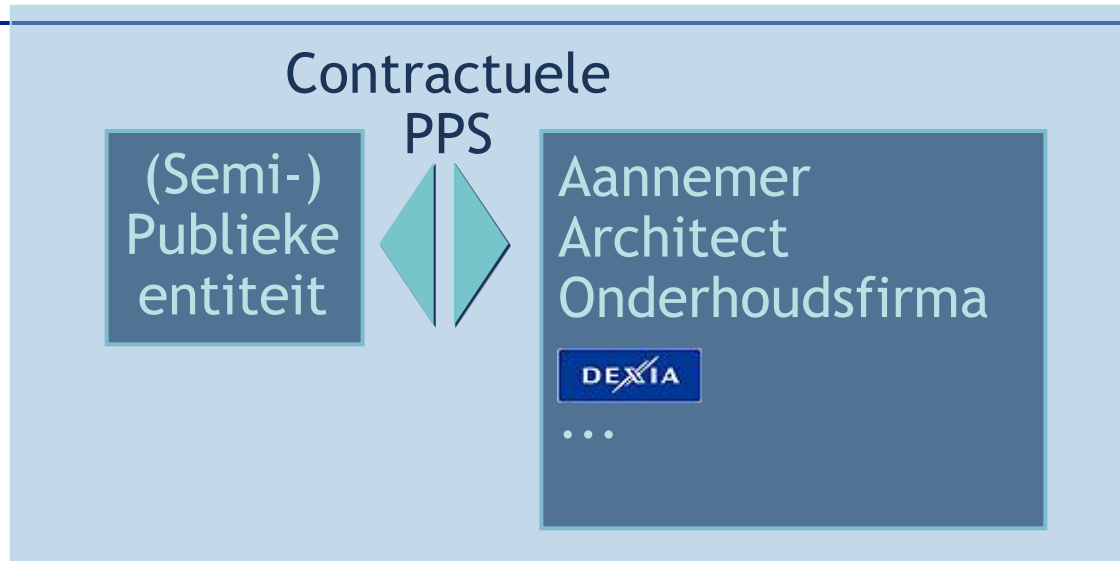 Contractuele
PPS
(Semi-)
Publieke
entiteit
Aannemer
Architect
Onderhoudsfirma
DEXIA
...